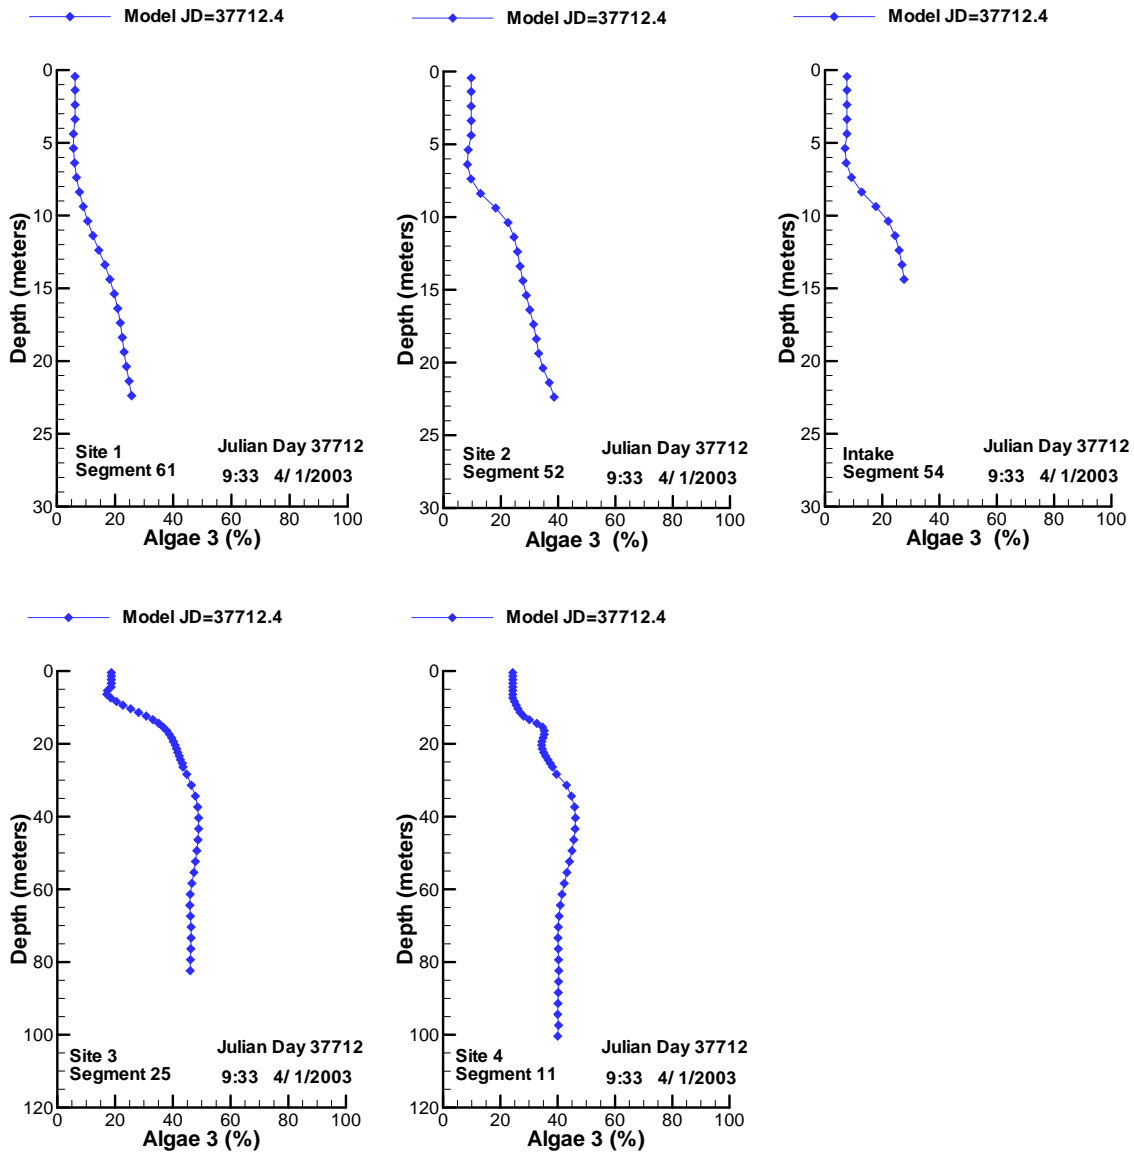 Model JD=37712.4
0
5
10
15
20
25
30
Depth (meters)
Site 1
Segment 61
Julian Day 37712
9:33 4/ 1/2003
0 20 40 60 80 100
Algae 3 (%)
Model JD=37712.4
0
5
10
15
20
25
30
Depth (meters)
Site 2
Segment 52
Julian Day 37712
9:33 4/ 1/2003
0 20 40 60 80 100
Algae 3 (%)
Model JD=37712.4
0
5
10
15
20
25
30
Depth (meters)
Intake
Segment 54
Julian Day 37712
9:33 4/ 1/2003
0 20 40 60 80 100
Algae 3 (%)
Model JD=37712.4
0
20
40
60
80
100
120
Depth (meters)
Site 3
Segment 25
Julian Day 37712
9:33 4/ 1/2003
0 20 40 60 80 100
Algae 3 (%)
Model JD=37712.4
0
20
40
60
80
100
120
Depth (meters)
Site 4
Segment 11
Julian Day 37712
9:33 4/ 1/2003
0 20 40 60 80 100
Algae 3 (%)